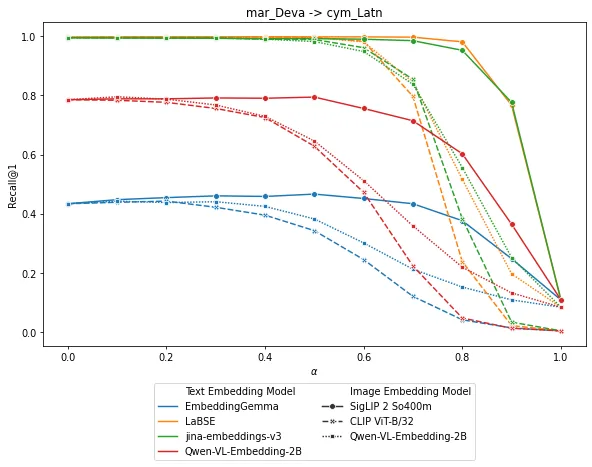 mar_Deva -> cym_Latn
Recall@1
1.0
0.8
0.6
0.4
0.2
0.0
0.0 0.2 0.4 0.6 0.8 1.0
α
Text Embedding Model
EmbeddingGemma
LaBSE
jina-embeddings-v3
Qwen-VL-Embedding-2B
Image Embedding Model
SigLIP 2 So400m
CLIP ViT-B/32
Qwen-VL-Embedding-2B